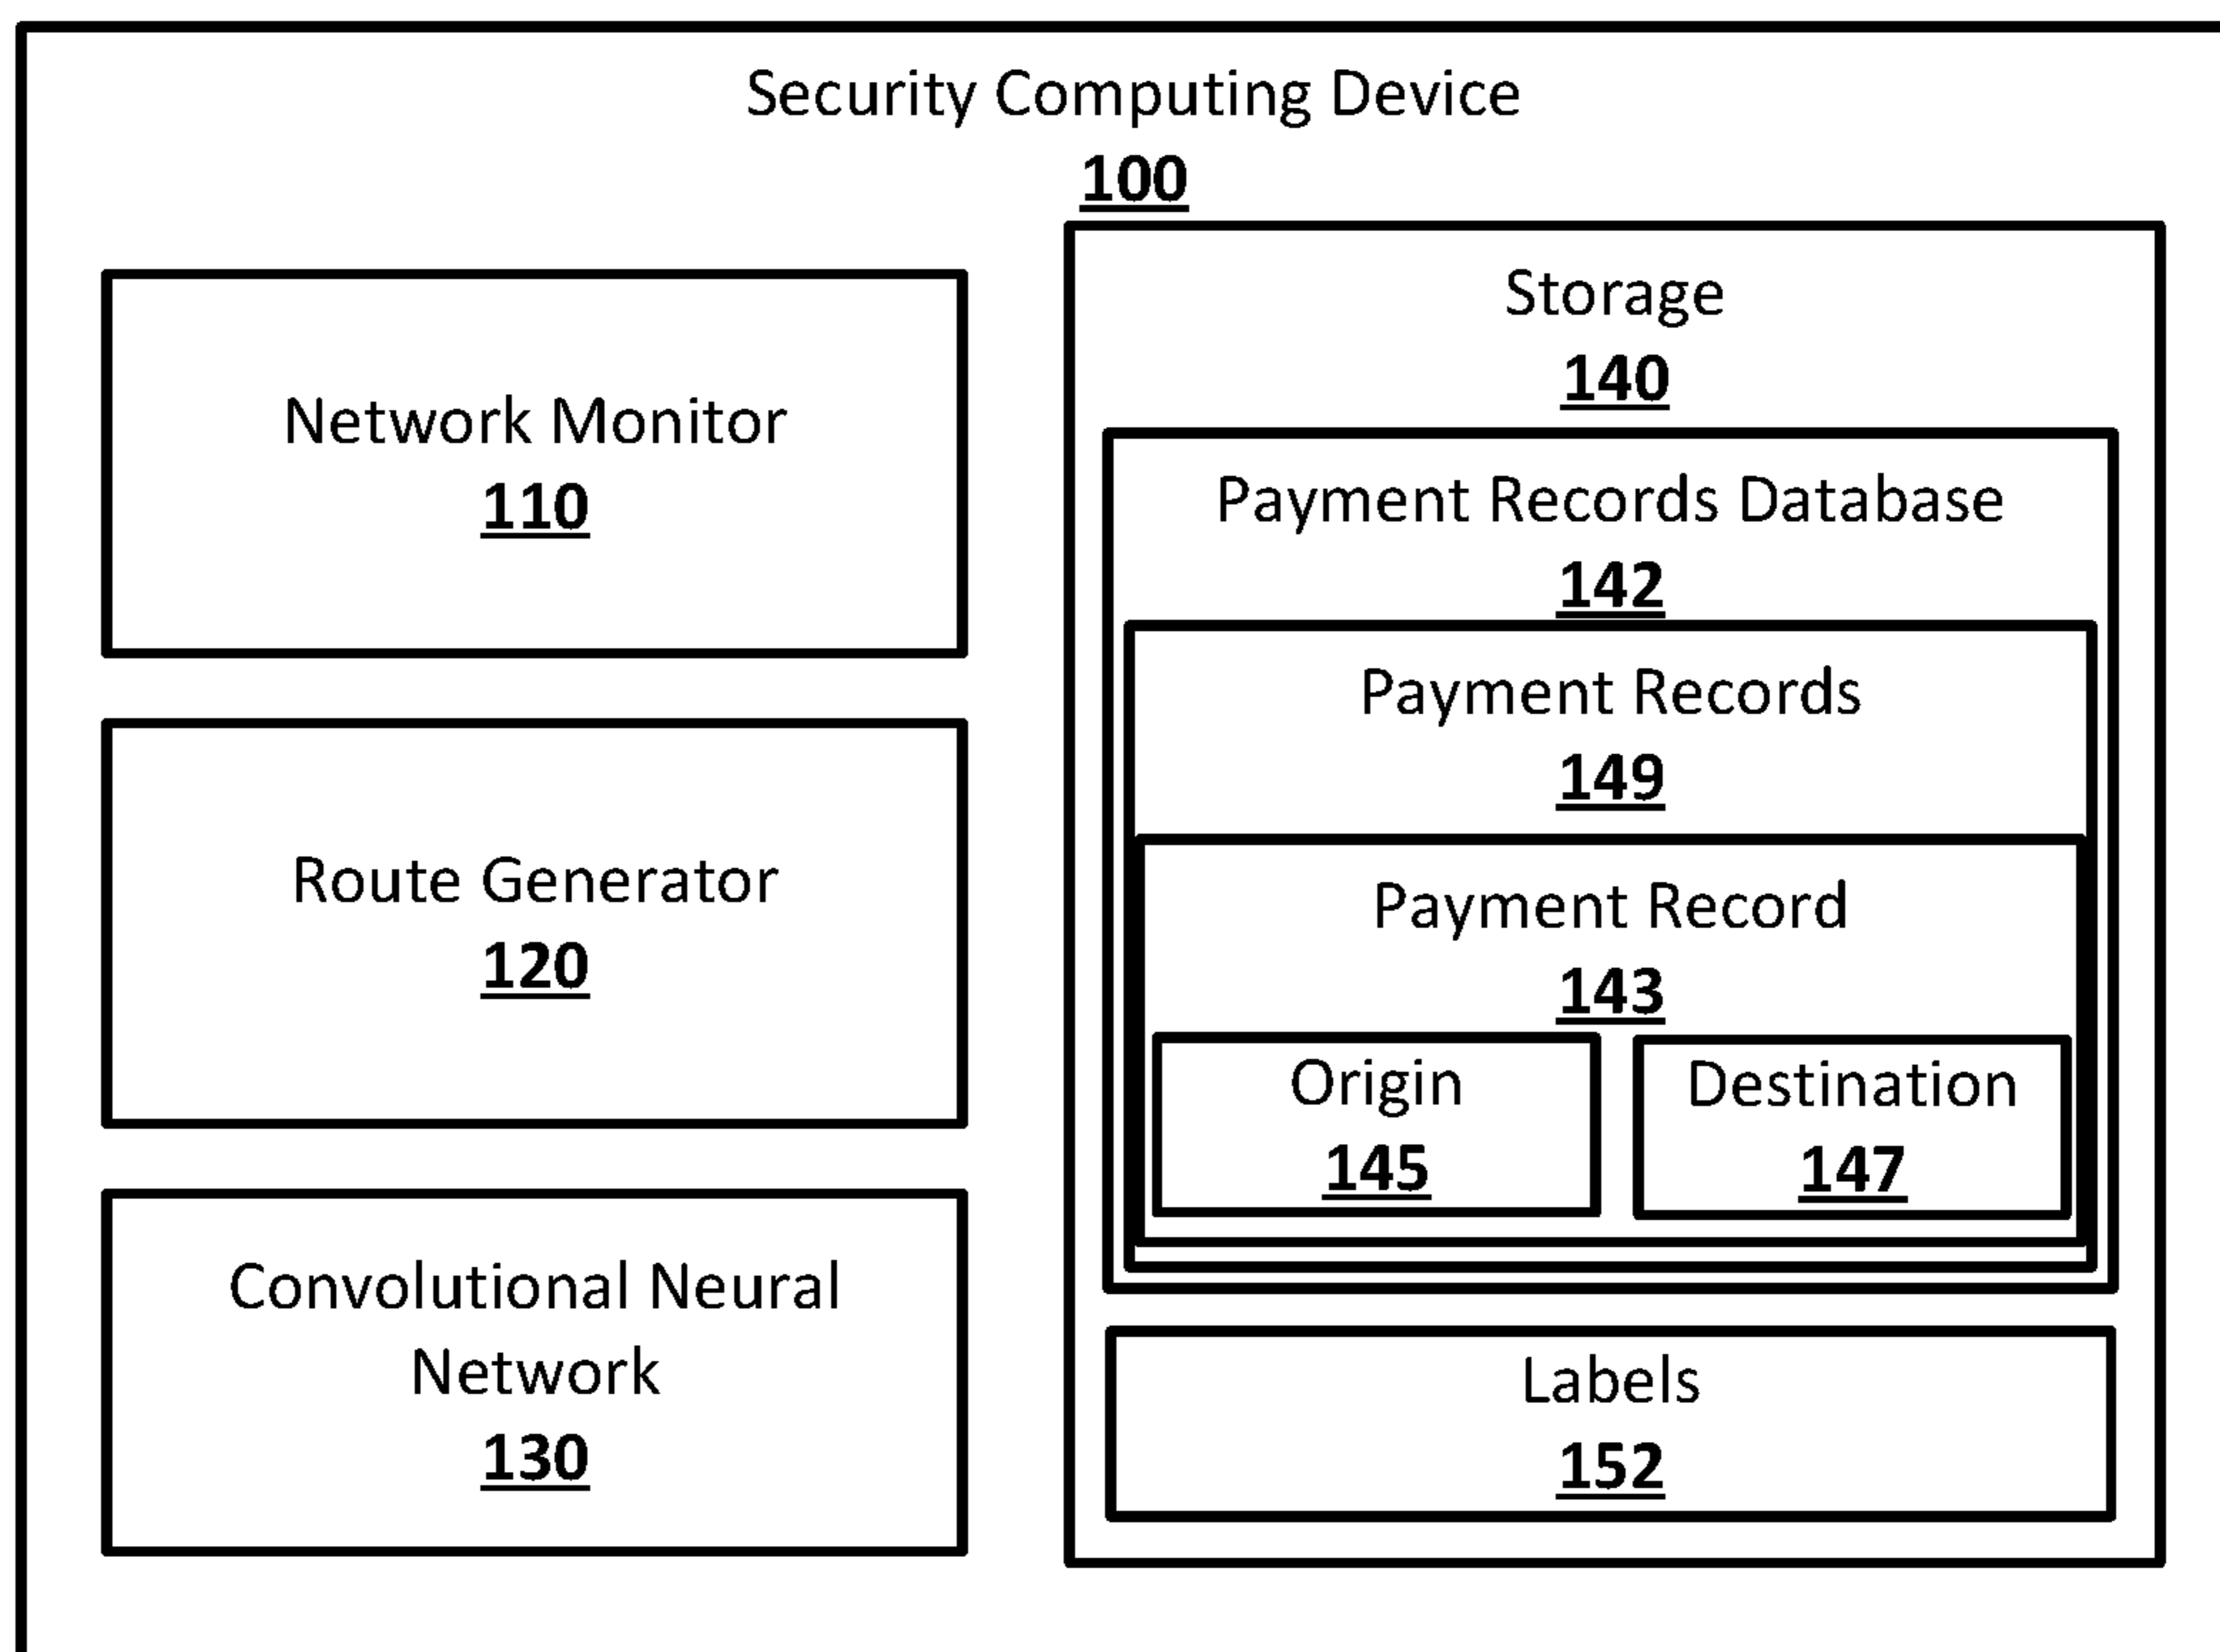 Security Computing Device
100
Network Monitor
110
Route Generator
120
Convolutional Neural
Network
130
Storage
140
Payment Records Database
142
Payment Records
149
Payment Record
143
Origin
145
Destination
147
Labels
152